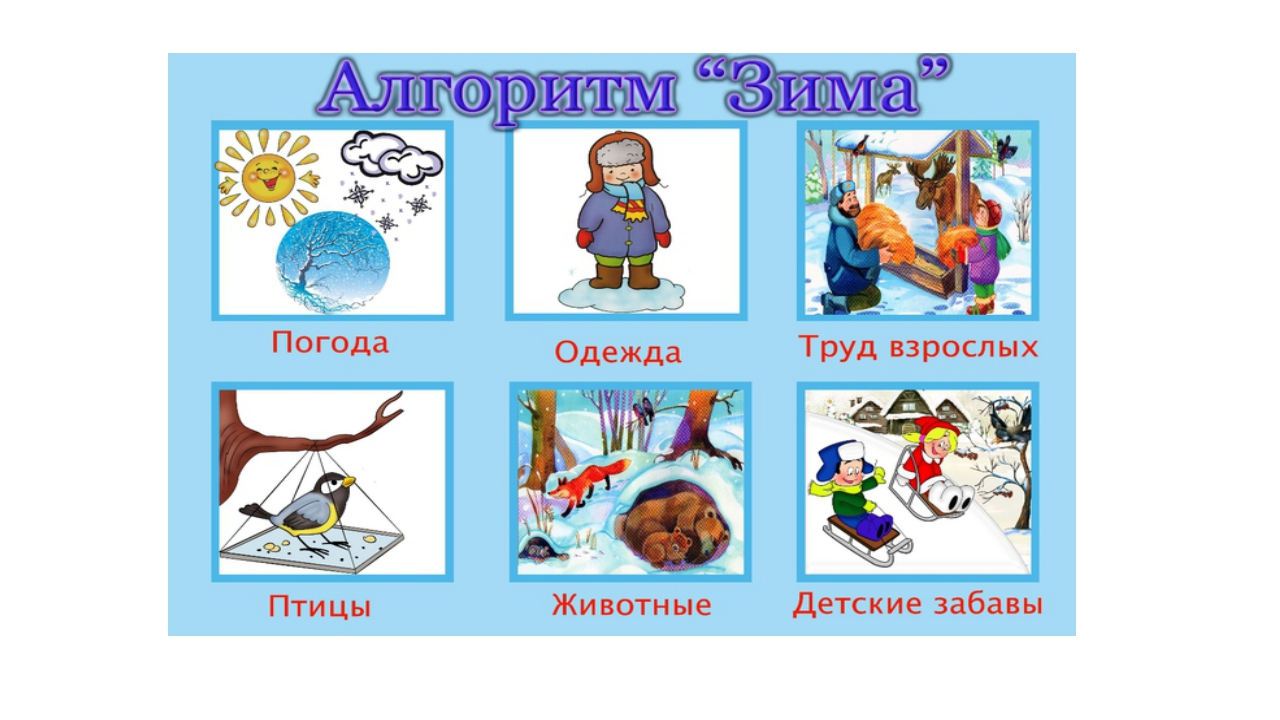 Алгоритм “Зима”
Погода
Одежда
Труд взрослых
Птицы
Животные
Детские забавы